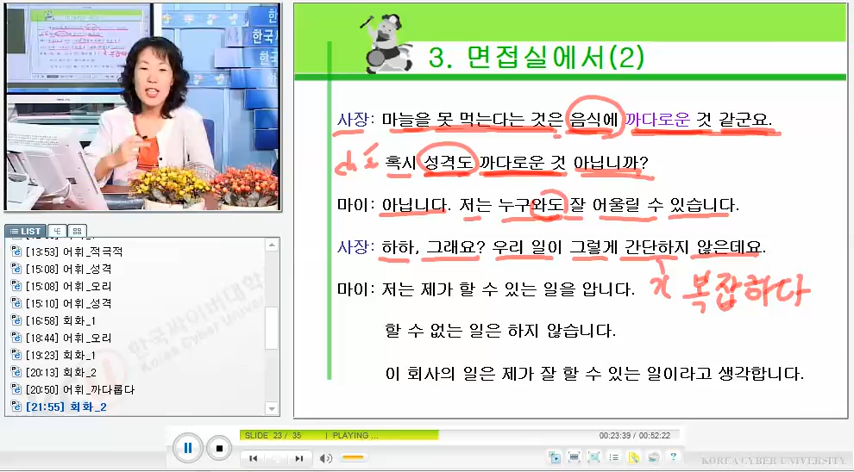 3. 면접실에서(2)
사장: 마늘을 못 먹는다는 것은 음식에 까다로운 것 같군요.
혹시 성격도 까다로운 것 아닙니까?
마이: 아닙니다. 저는 누구와도 잘 어울릴 수 있습니다.
사장: 하하, 그래요? 우리 일이 그렇게 간단하지 않은데요.
복잡하다
마이: 저는 제가 할 수 있는 일을 압니다.
할 수 없는 일은 하지 않습니다.
이 회사의 일은 제가 잘 할 수 있는 일이라고 생각합니다.
LIST
[13:53] 어휘_적극적
[15:08] 어휘_성격
[15:08] 어휘_오리
[15:10] 어휘_성격
[16:58] 회화_1
[18:44] 어휘_오리
[19:23] 회화_1
[20:13] 회화_2
[20:50] 어휘_까다롭다
[21:55] 회화_2
SLIDE 23 / 35 PLAYING ...
00:23:39 / 00:52:22
KOREA CYBER UNIVERSITY